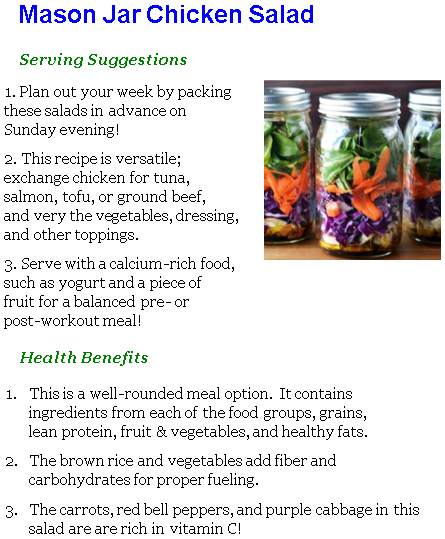 Mason Jar Chicken Salad
Serving Suggestions
1. Plan out your week by packing
these salads in advance on
Sunday evening!
2. This recipe is versatile;
exchange chicken for tuna,
salmon, tofu, or ground beef,
and very the vegetables, dressing,
and other toppings.
3. Serve with a calcium-rich food,
such as yogurt and a piece of
fruit for a balanced pre- or
post-workout meal!
Health Benefits
1. This is a well-rounded meal option. It contains
ingredients from each of the food groups, grains,
lean protein, fruit & vegetables, and healthy fats.
2. The brown rice and vegetables add fiber and
carbohydrates for proper fueling.
3. The carrots, red bell peppers, and purple cabbage in this
salad are are rich in vitamin C!